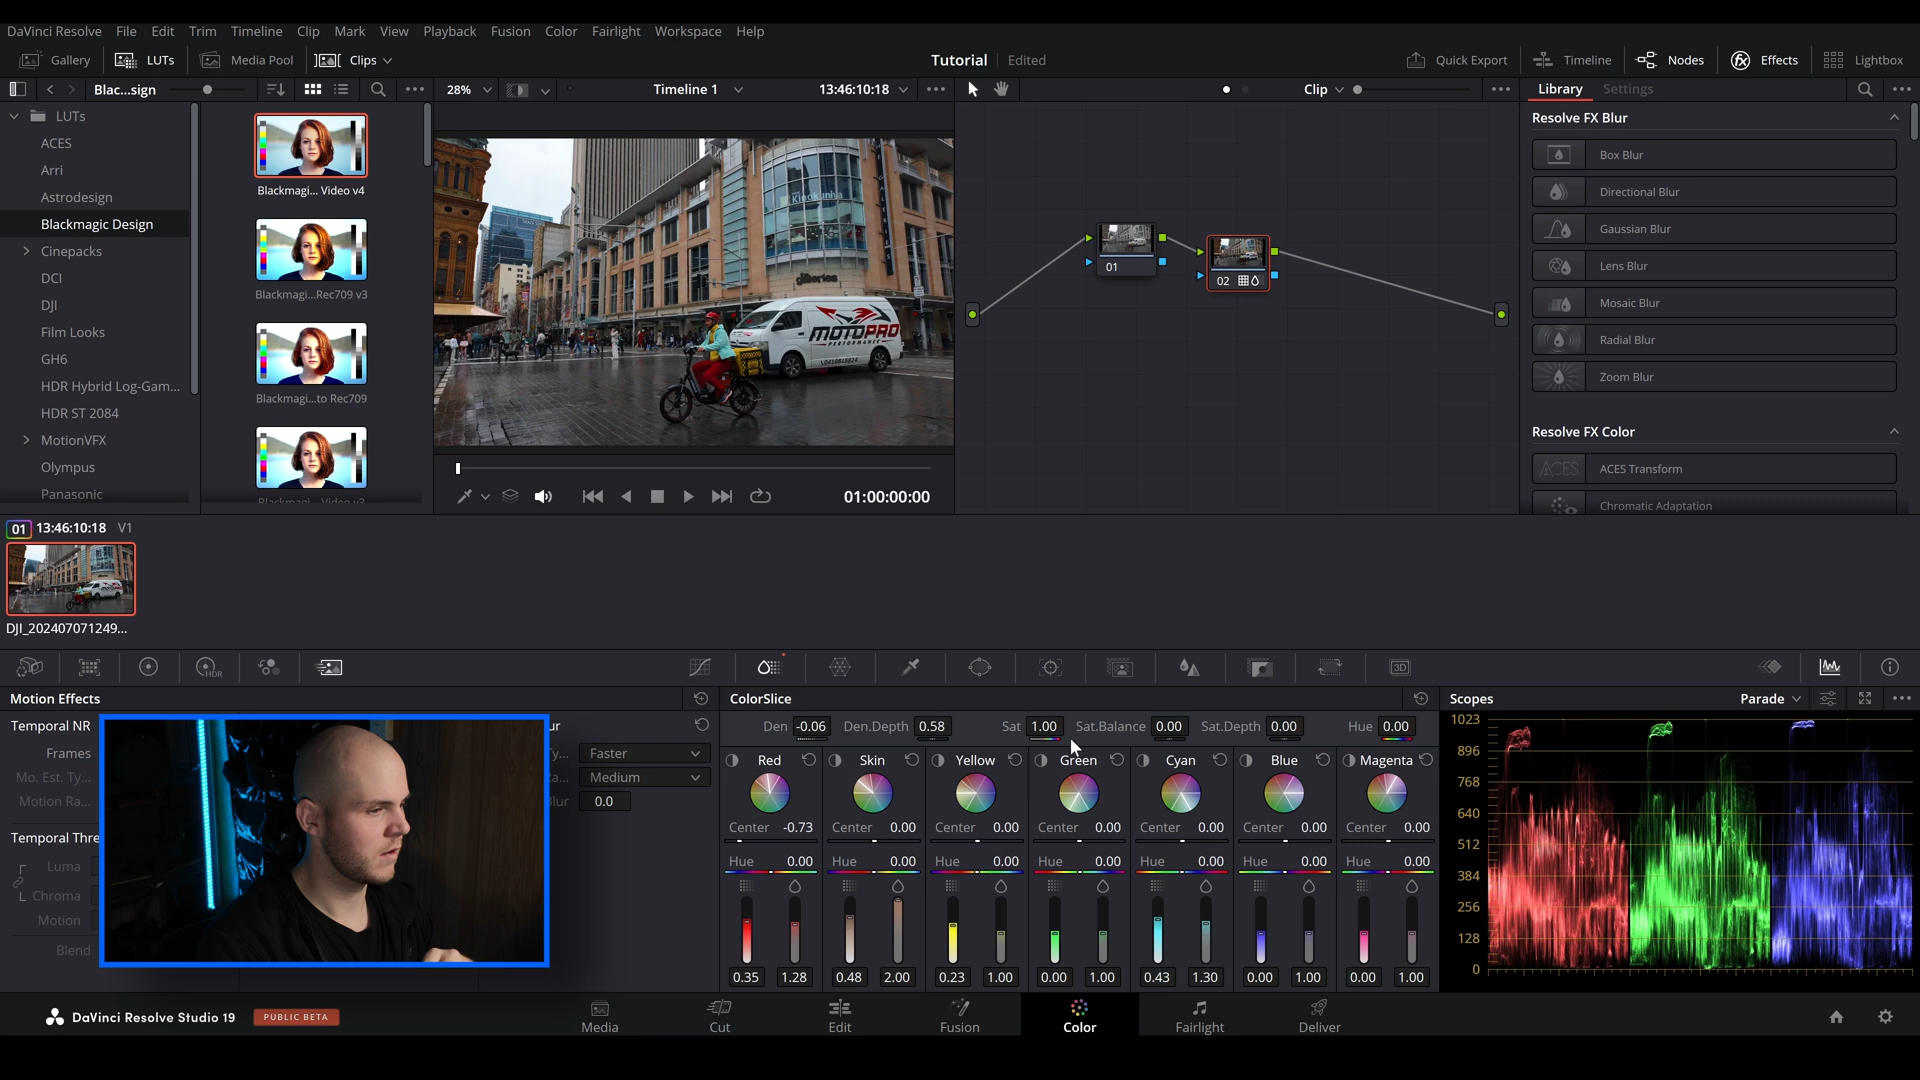 DaVinci Resolve File Edit Trim Timeline Clip Mark View Playback Fusion Color Fairlight Workspace Help
Gallery LUTs Media Pool Clips Tutorial Edited Quick Export Timeline Nodes Effects Lightbox
Blac...sign 28% Timeline 1 13:46:10:18 Clip Library Settings
LUTs
ACES
Arri
Astrodesign
Blackmagic Design
Cinepacks
DCI
DJI
Film Looks
GH6
HDR Hybrid Log-Gam...
HDR ST 2084
MotionVFX
Olympus
Panasonic
Blackmagi... Video v4
Blackmagi...Rec709 v3
Blackmagi...to Rec709
Blackmagi... Video v3
Kinokuniya
galleries
MOTOPRO
PERFORMANCE
01:00:00:00
01
02
Resolve FX Blur
Box Blur
Directional Blur
Gaussian Blur
Lens Blur
Mosaic Blur
Radial Blur
Zoom Blur
Resolve FX Color
ACES ACES Transform
Chromatic Adaptation
01 13:46:10:18 V1
DJI_202407071249...
HDR
3D
Motion Effects
Temporal NR
Frames
Mo. Est. Ty...
Motion Ra...
Temporal Thre
Luma
Chroma
Motion
Blend
ur
Faster
Medium
lur 0.0
ColorSlice
Den -0.06 Den.Depth 0.58 Sat 1.00 Sat.Balance 0.00 Sat.Depth 0.00 Hue 0.00
Red Skin Yellow Green Cyan Blue Magenta
Center -0.73 Center 0.00 Center 0.00 Center 0.00 Center 0.00 Center 0.00 Center 0.00
Hue 0.00 Hue 0.00 Hue 0.00 Hue 0.00 Hue 0.00 Hue 0.00 Hue 0.00
0.35 1.28 0.48 2.00 0.23 1.00 0.00 1.00 0.43 1.30 0.00 1.00 0.00 1.00
Scopes Parade
1023
896
768
640
512
384
256
128
0
DaVinci Resolve Studio 19 PUBLIC BETA
Media Cut Edit Fusion Color Fairlight Deliver